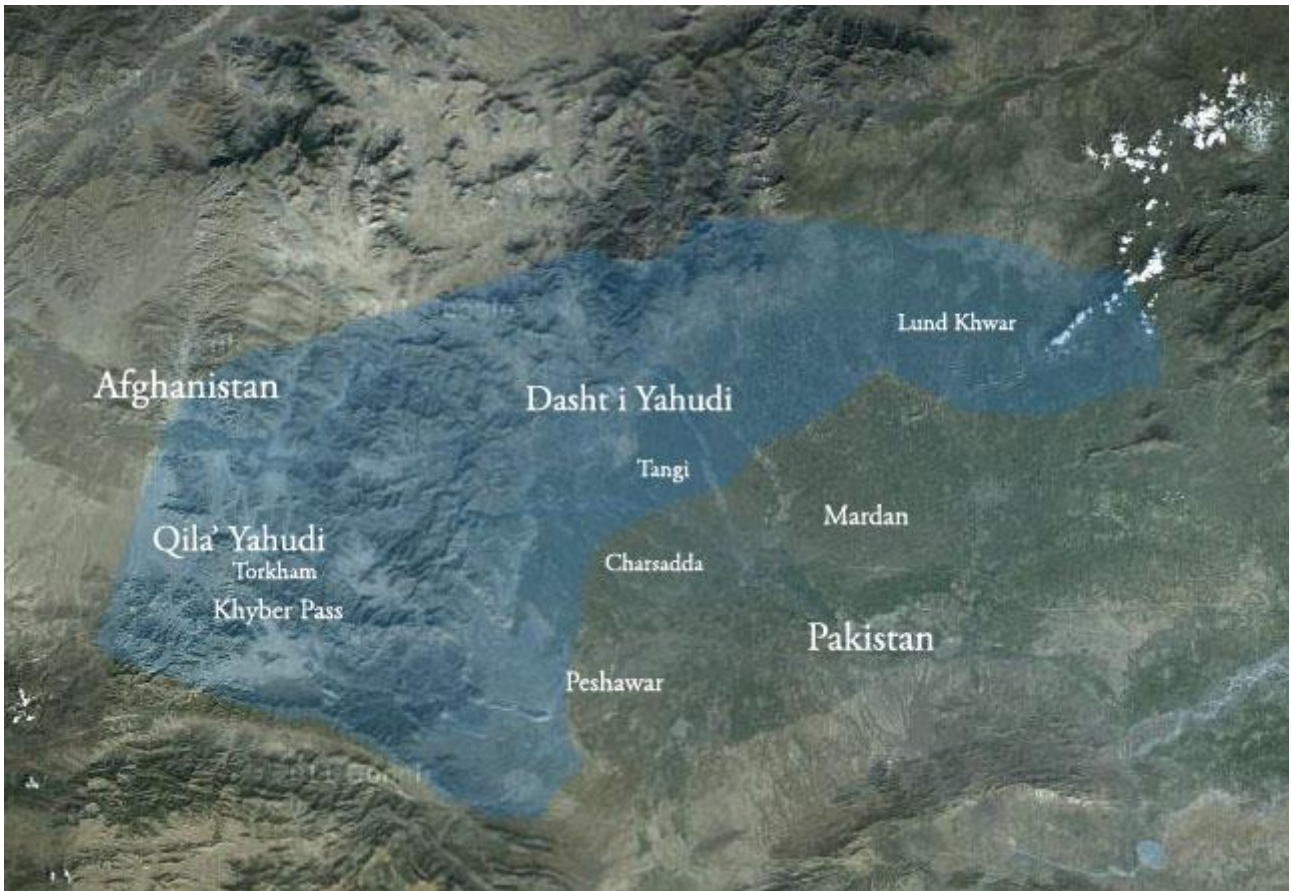 Lund Khwar
Afghanistan
Dasht i Yahudi
Tangi
Mardan
Qila' Yahudi
Torkham
Charsadda
Khyber Pass
Pakistan
Peshawar